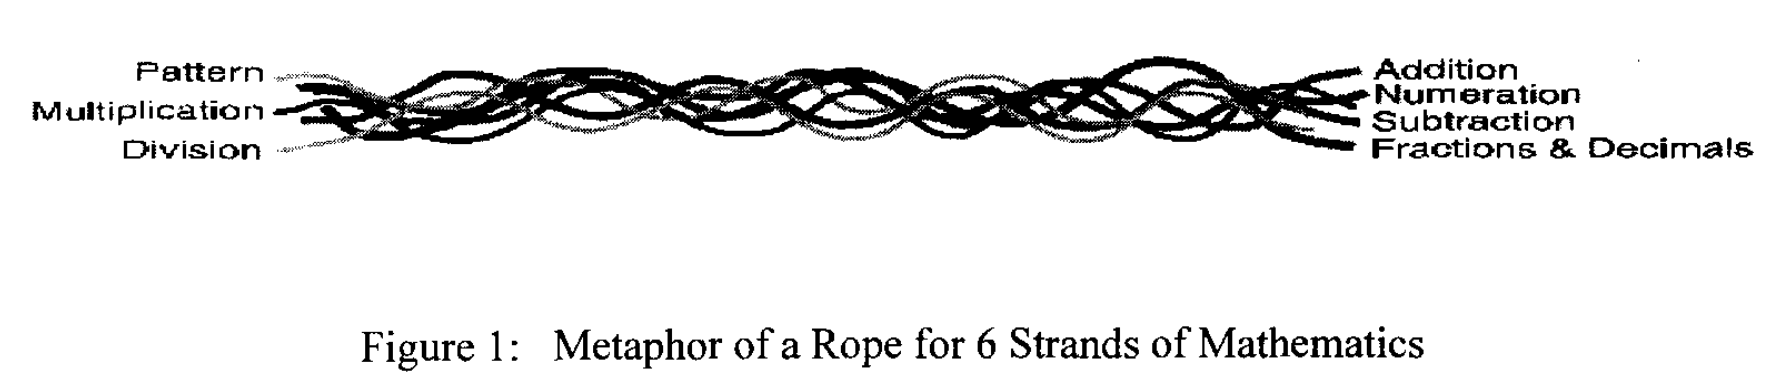 Pattern
Multiplication
Division
Addition
Numeration
Subtraction
Fractions & Decimals
Figure 1: Metaphor of a Rope for 6 Strands of Mathematics